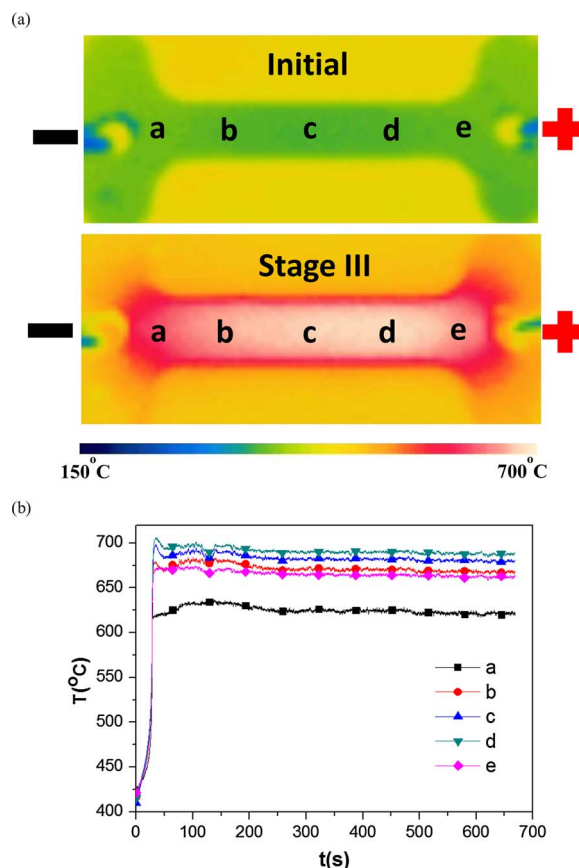 (a)
Initial
a b c d e
Stage III
a b c d e
150°C 700°C
(b)
T(°C)
700
650
600
550
500
450
400
a
b
c
d
e
0 100 200 300 400 500 600 700
t(s)